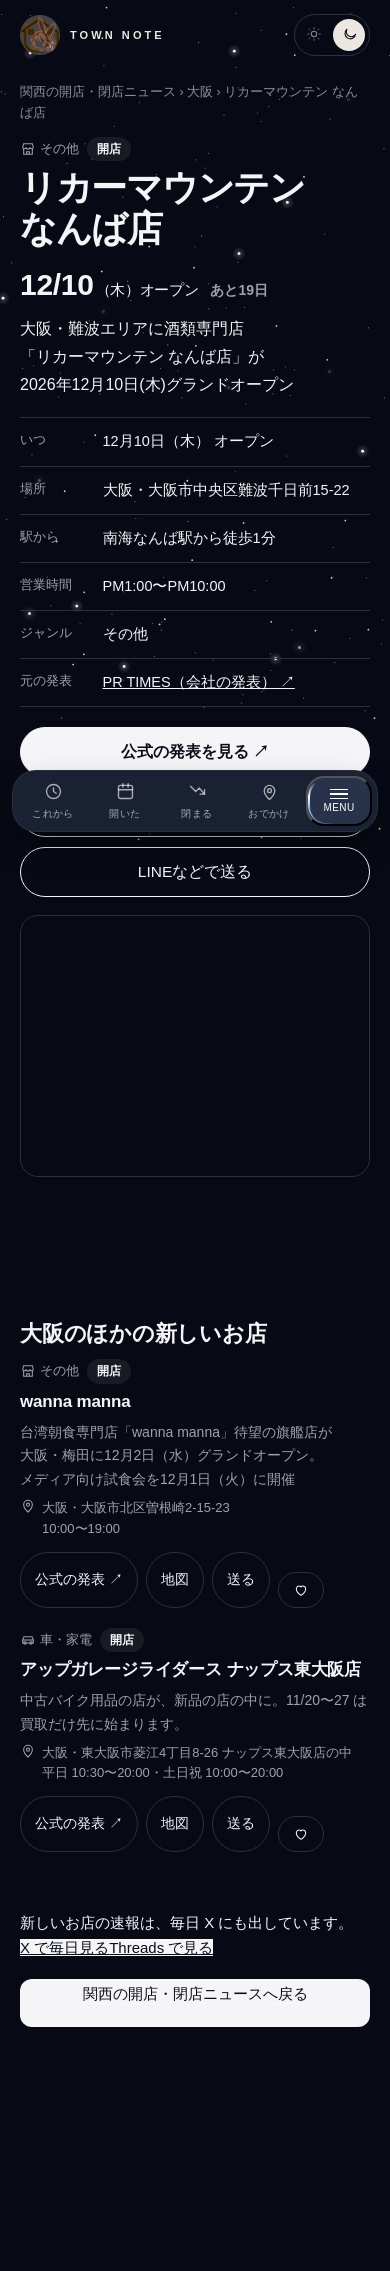 TOWN NOTE
関西の開店・閉店ニュース › 大阪 › リカーマウンテン なん
ば店
その他 開店
リカーマウンテン
なんば店
12/10（木）オープン あと19日
大阪・難波エリアに酒類専門店
「リカーマウンテン なんば店」が
2026年12月10日(木)グランドオープン
いつ 12月10日（木） オープン
場所 大阪・大阪市中央区難波千日前15-22
駅から 南海なんば駅から徒歩1分
営業時間 PM1:00〜PM10:00
ジャンル その他
元の発表 PR TIMES（会社の発表） ↗
公式の発表を見る ↗
これから 開いた 閉まる おでかけ MENU
LINEなどで送る
大阪のほかの新しいお店
その他 開店
wanna manna
台湾朝食専門店「wanna manna」待望の旗艦店が
大阪・梅田に12月2日（水）グランドオープン。
メディア向け試食会を12月1日（火）に開催
大阪・大阪市北区曽根崎2-15-23
10:00〜19:00
公式の発表 ↗ 地図 送る
車・家電 開店
アップガレージライダース ナップス東大阪店
中古バイク用品の店が、新品の店の中に。11/20〜27 は
買取だけ先に始まります。
大阪・東大阪市菱江4丁目8-26 ナップス東大阪店の中
平日 10:30〜20:00・土日祝 10:00〜20:00
公式の発表 ↗ 地図 送る
新しいお店の速報は、毎日 X にも出しています。
X で毎日見るThreads で見る
関西の開店・閉店ニュースへ戻る